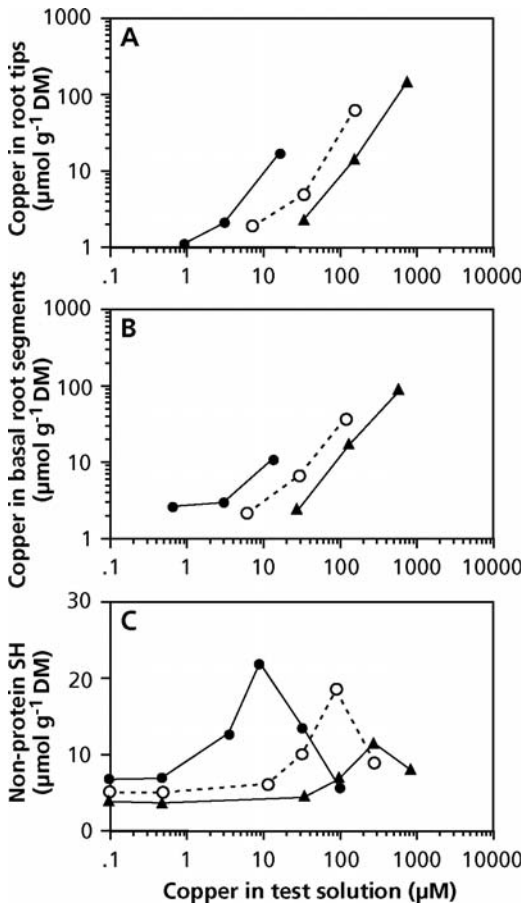 A
Copper in root tips
(µmol g-1 DM)
1000
100
10
1
.1 1 10 100 1000 10000
B
Copper in basal root segments
(µmol g-1 DM)
1000
100
10
1
.1 1 10 100 1000 10000
C
Non-protein SH
(µmol g-1 DM)
30
20
10
0
.1 1 10 100 1000 10000
Copper in test solution (µM)